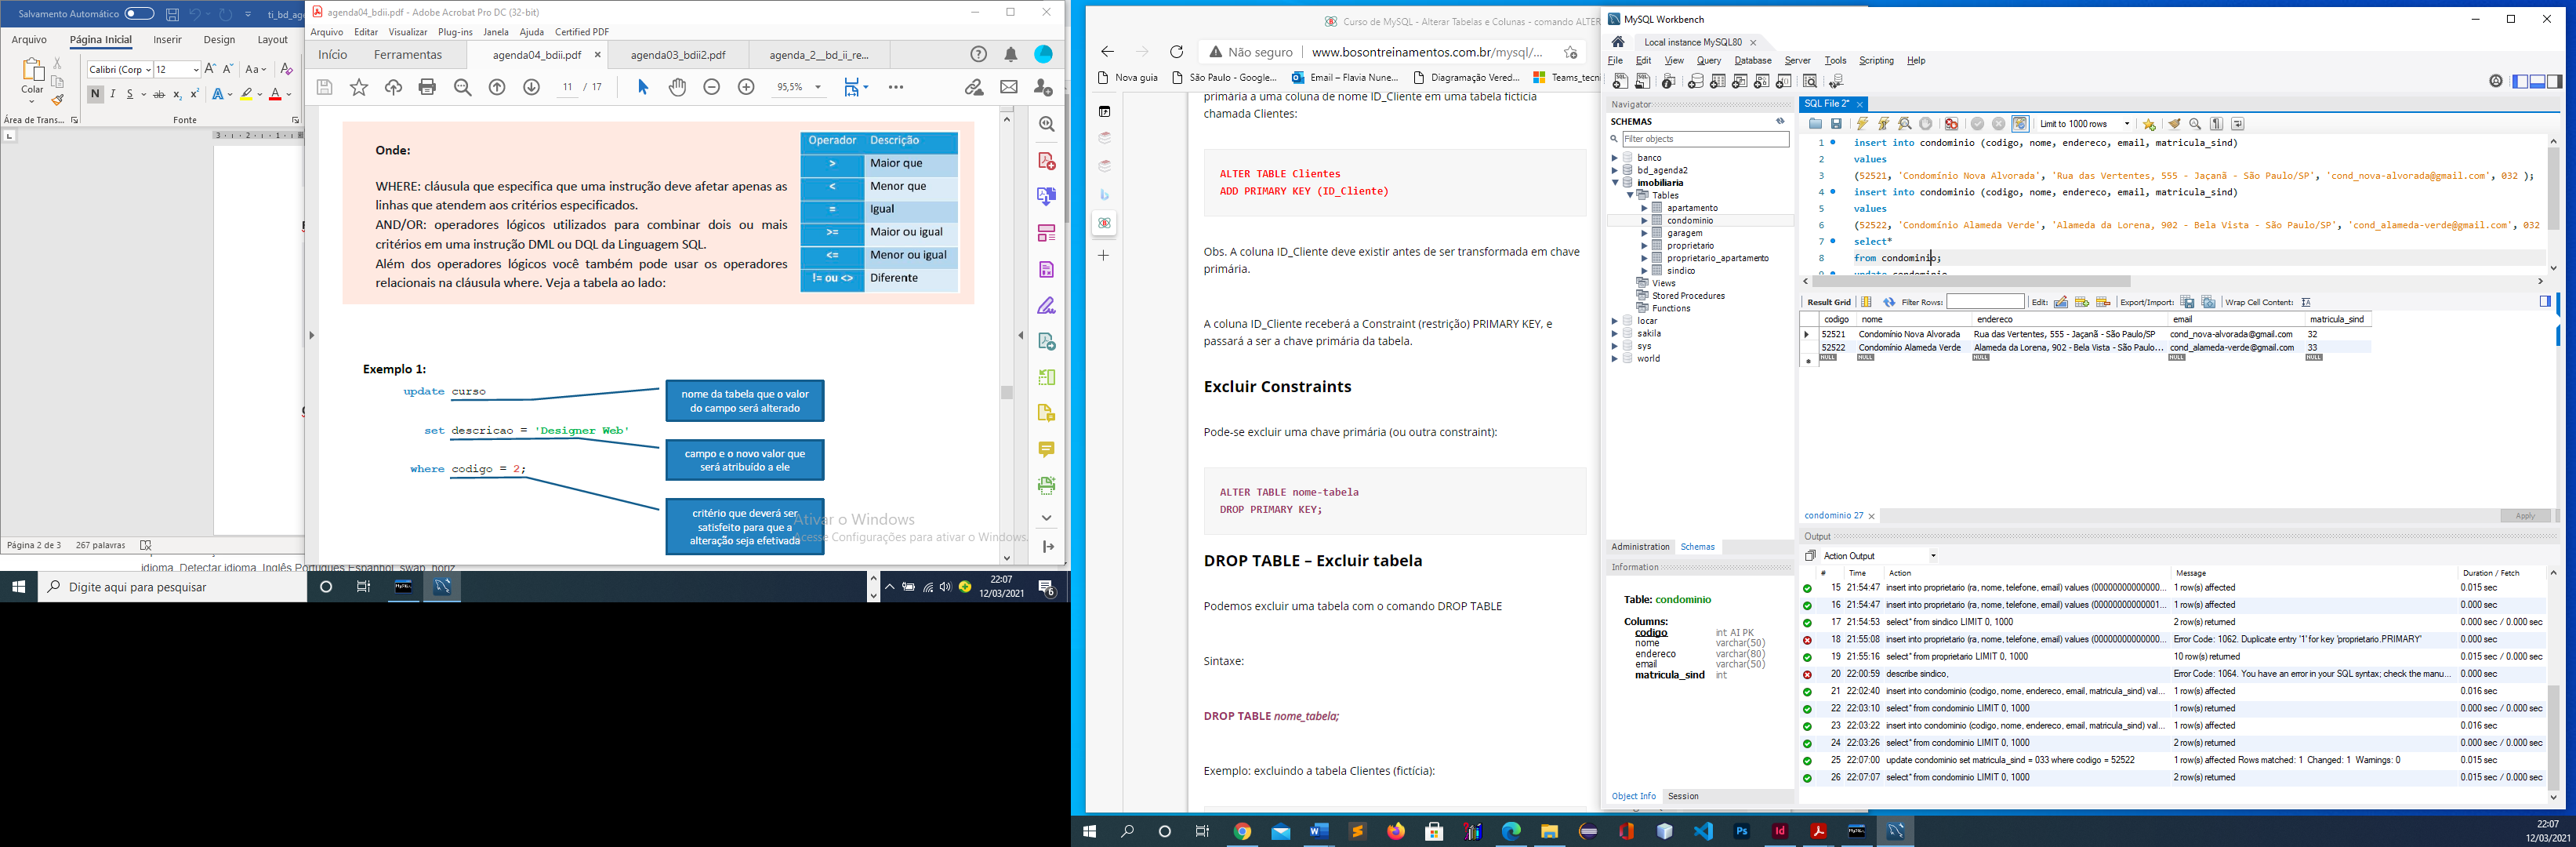 Salvamento Automático
ti_bd_age
Arquivo Página Inicial Inserir Design Layout
Colar
Calibri (Corp 12
Aa
N I S ab x₂ x²
Área de Trans... Fonte
Página 2 de 3 267 palavras
idioma. Detectar idioma. Inglês Português Espanhol. swap_horiz
agenda04_bdii.pdf - Adobe Acrobat Pro DC (32-bit)
Arquivo Editar Visualizar Plug-ins Janela Ajuda Certified PDF
Início Ferramentas agenda04_bdii.pdf × agenda03_bdii2.pdf agenda_2__bd_ii_re...
11 / 17 95,5%
Onde:
WHERE: cláusula que especifica que uma instrução deve afetar apenas as
linhas que atendem aos critérios especificados.
AND/OR: operadores lógicos utilizados para combinar dois ou mais
critérios em uma instrução DML ou DQL da Linguagem SQL.
Além dos operadores lógicos você também pode usar os operadores
relacionais na cláusula where. Veja a tabela ao lado:
Operador Descrição
> Maior que
< Menor que
= Igual
>= Maior ou igual
<= Menor ou igual
!= ou <> Diferente
Exemplo 1:
update curso
set descricao = 'Designer Web'
where codigo = 2;
nome da tabela que o valor
do campo será alterado
campo e o novo valor que
será atribuído a ele
critério que deverá ser
satisfeito para que a
alteração seja efetivada
Ativar o Windows
Acesse Configurações para ativar o Windows.
Digite aqui para pesquisar
22:07
12/03/2021
6
Curso de MySQL - Alterar Tabelas e Colunas - comando ALTER
Não seguro | www.bosontreinamentos.com.br/mysql/...
Nova guia São Paulo - Google... Email – Flavia Nune... Diagramação Vered... Teams_tecni
primária a uma coluna de nome ID_Cliente em uma tabela fictícia
chamada Clientes:
ALTER TABLE Clientes
ADD PRIMARY KEY (ID_Cliente)
Obs. A coluna ID_Cliente deve existir antes de ser transformada em chave
primária.
A coluna ID_Cliente receberá a Constraint (restrição) PRIMARY KEY, e
passará a ser a chave primária da tabela.
Excluir Constraints
Pode-se excluir uma chave primária (ou outra constraint):
ALTER TABLE nome-tabela
DROP PRIMARY KEY;
DROP TABLE – Excluir tabela
Podemos excluir uma tabela com o comando DROP TABLE
Sintaxe:
DROP TABLE nome_tabela;
Exemplo: excluindo a tabela Clientes (fictícia):
MySQL Workbench
Local instance MySQL80 ×
File Edit View Query Database Server Tools Scripting Help
Navigator
SCHEMAS
Filter objects
banco
bd_agenda2
imobiliaria
Tables
apartamento
condominio
garagem
proprietario
proprietario_apartamento
sindico
Views
Stored Procedures
Functions
locar
sakila
sys
world
Administration Schemas
Information
Table: condominio
Columns:
codigo int AI PK
nome varchar(50)
endereco varchar(80)
email varchar(50)
matricula_sind int
Object Info Session
SQL File 2* ×
Limit to 1000 rows
1 insert into condominio (codigo, nome, endereco, email, matricula_sind)
2 values
3 (52521, 'Condomínio Nova Alvorada', 'Rua das Vertentes, 555 - Jaçanã - São Paulo/SP', 'cond_nova-alvorada@gmail.com', 032 );
4 insert into condominio (codigo, nome, endereco, email, matricula_sind)
5 values
6 (52522, 'Condomínio Alameda Verde', 'Alameda da Lorena, 902 - Bela Vista - São Paulo/SP', 'cond_alameda-verde@gmail.com', 032
7 select*
8 from condominio;
9 update condominio
Result Grid Filter Rows: Edit: Export/Import: Wrap Cell Content:
codigo nome endereco email matricula_sind
52521 Condomínio Nova Alvorada Rua das Vertentes, 555 - Jaçanã - São Paulo/SP cond_nova-alvorada@gmail.com 32
52522 Condomínio Alameda Verde Alameda da Lorena, 902 - Bela Vista - São Paulo... cond_alameda-verde@gmail.com 33
NULL NULL NULL NULL NULL
condominio 27 × Apply
Output
Action Output
# Time Action Message Duration / Fetch
15 21:54:47 insert into proprietario (ra, nome, telefone, email) values (00000000000000... 1 row(s) affected 0.015 sec
16 21:54:47 insert into proprietario (ra, nome, telefone, email) values (00000000000001... 1 row(s) affected 0.000 sec
17 21:54:53 select* from sindico LIMIT 0, 1000 2 row(s) returned 0.000 sec / 0.000 sec
18 21:55:08 insert into proprietario (ra, nome, telefone, email) values (00000000000000... Error Code: 1062. Duplicate entry '1' for key 'proprietario.PRIMARY' 0.000 sec
19 21:55:16 select* from proprietario LIMIT 0, 1000 10 row(s) returned 0.015 sec / 0.000 sec
20 22:00:59 describe sindico, Error Code: 1064. You have an error in your SQL syntax; check the manu... 0.000 sec
21 22:02:40 insert into condominio (codigo, nome, endereco, email, matricula_sind) val... 1 row(s) affected 0.016 sec
22 22:03:10 select* from condominio LIMIT 0, 1000 1 row(s) returned 0.000 sec / 0.000 sec
23 22:03:22 insert into condominio (codigo, nome, endereco, email, matricula_sind) val... 1 row(s) affected 0.016 sec
24 22:03:26 select* from condominio LIMIT 0, 1000 2 row(s) returned 0.000 sec / 0.000 sec
25 22:07:00 update condominio set matricula_sind = 033 where codigo = 52522 1 row(s) affected Rows matched: 1 Changed: 1 Warnings: 0 0.015 sec
26 22:07:07 select* from condominio LIMIT 0, 1000 2 row(s) returned 0.015 sec / 0.000 sec
22:07
12/03/2021